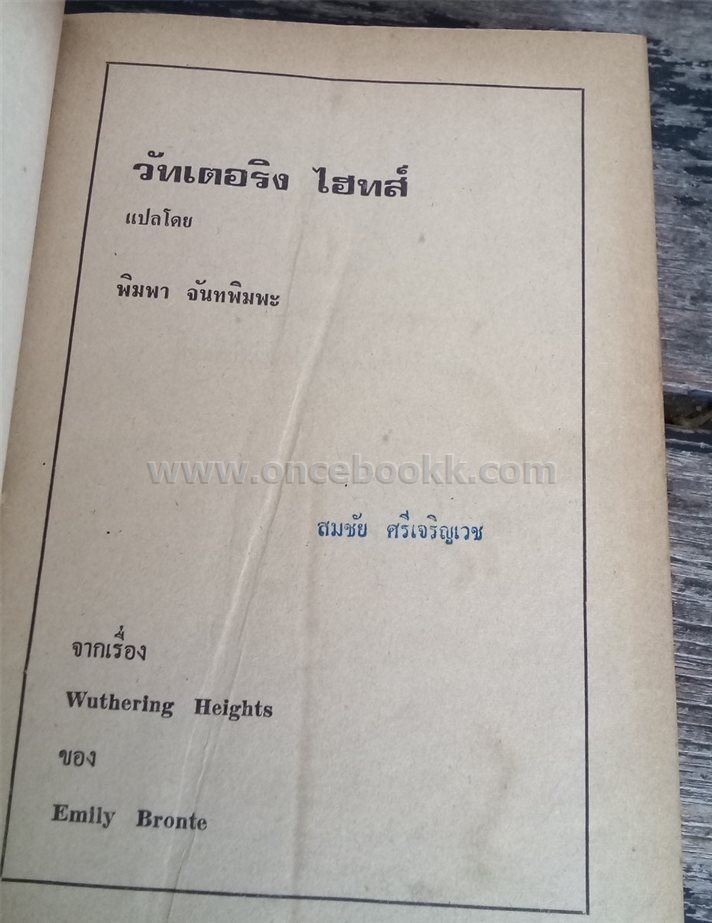 วัทเตอริง ไฮทส์
แปลโดย
พิมพา จันทพิมพะ
www.oncebookk.com
สมชัย ศรีเจริญเวช
จากเรื่อง
Wuthering Heights
ของ
Emily Bronte